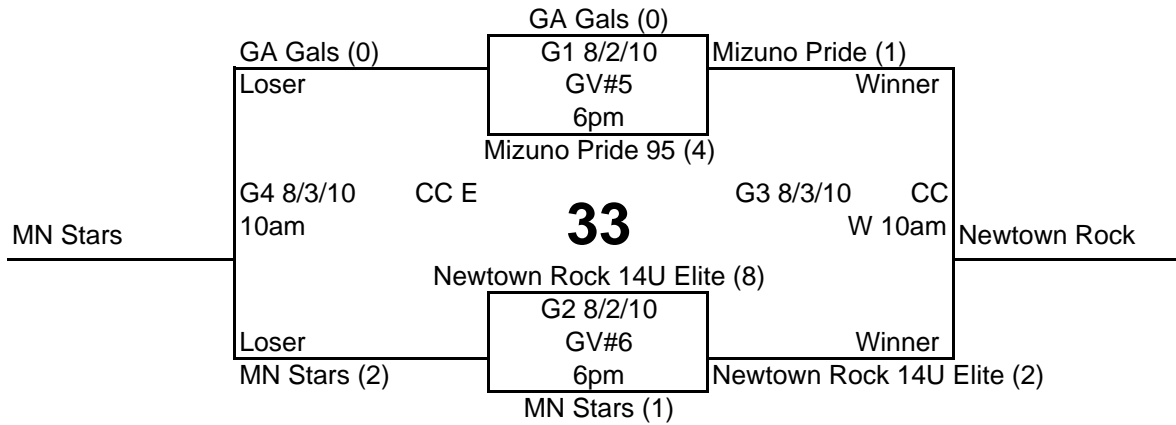 GA Gals (0)
GA Gals (0)
G1 8/2/10
Mizuno Pride (1)
Loser
GV#5
Winner
6pm
Mizuno Pride 95 (4)
G4 8/3/10 CC E
G3 8/3/10 CC
10am
33
W 10am
MN Stars
Newtown Rock
Newtown Rock 14U Elite (8)
G2 8/2/10
Loser
GV#6
Winner
MN Stars (2)
6pm
Newtown Rock 14U Elite (2)
MN Stars (1)